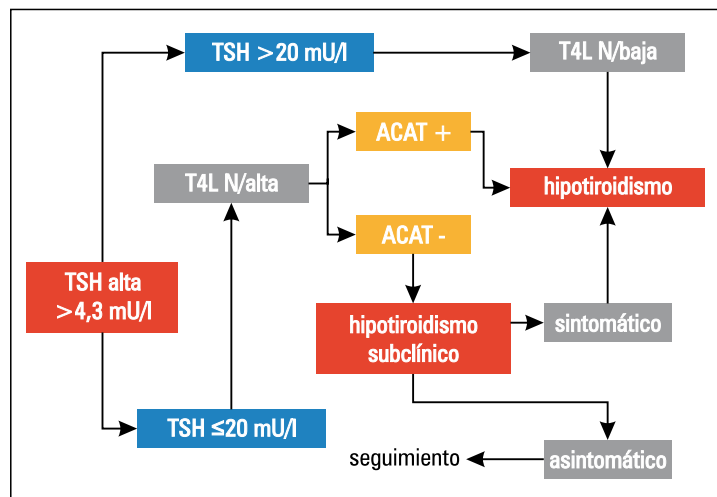 TSH >20 mU/l
T4L N/baja
ACAT +
T4L N/alta
hipotiroidismo
ACAT -
TSH alta
>4,3 mU/l
hipotiroidismo
subclínico
sintomático
TSH ≤20 mU/l
seguimiento
asintomático